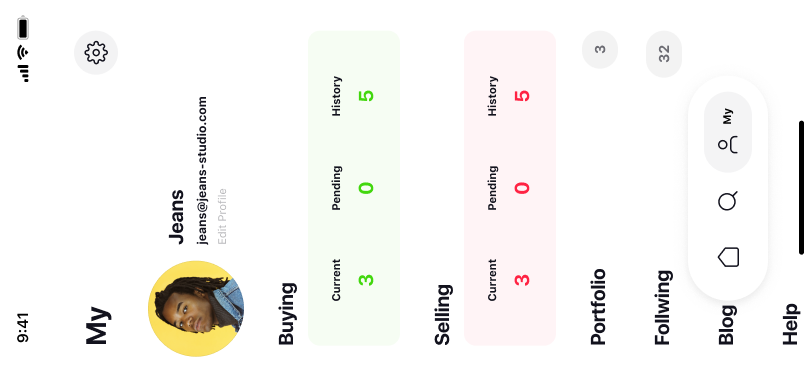 9:41
My
Jeans
jeans@jeans-studio.com
Edit Profile
Buying
Current Pending History
3 0 5
Selling
Current Pending History
3 0 5
Portfolio 3
Follwing 32
Blog
My
Help